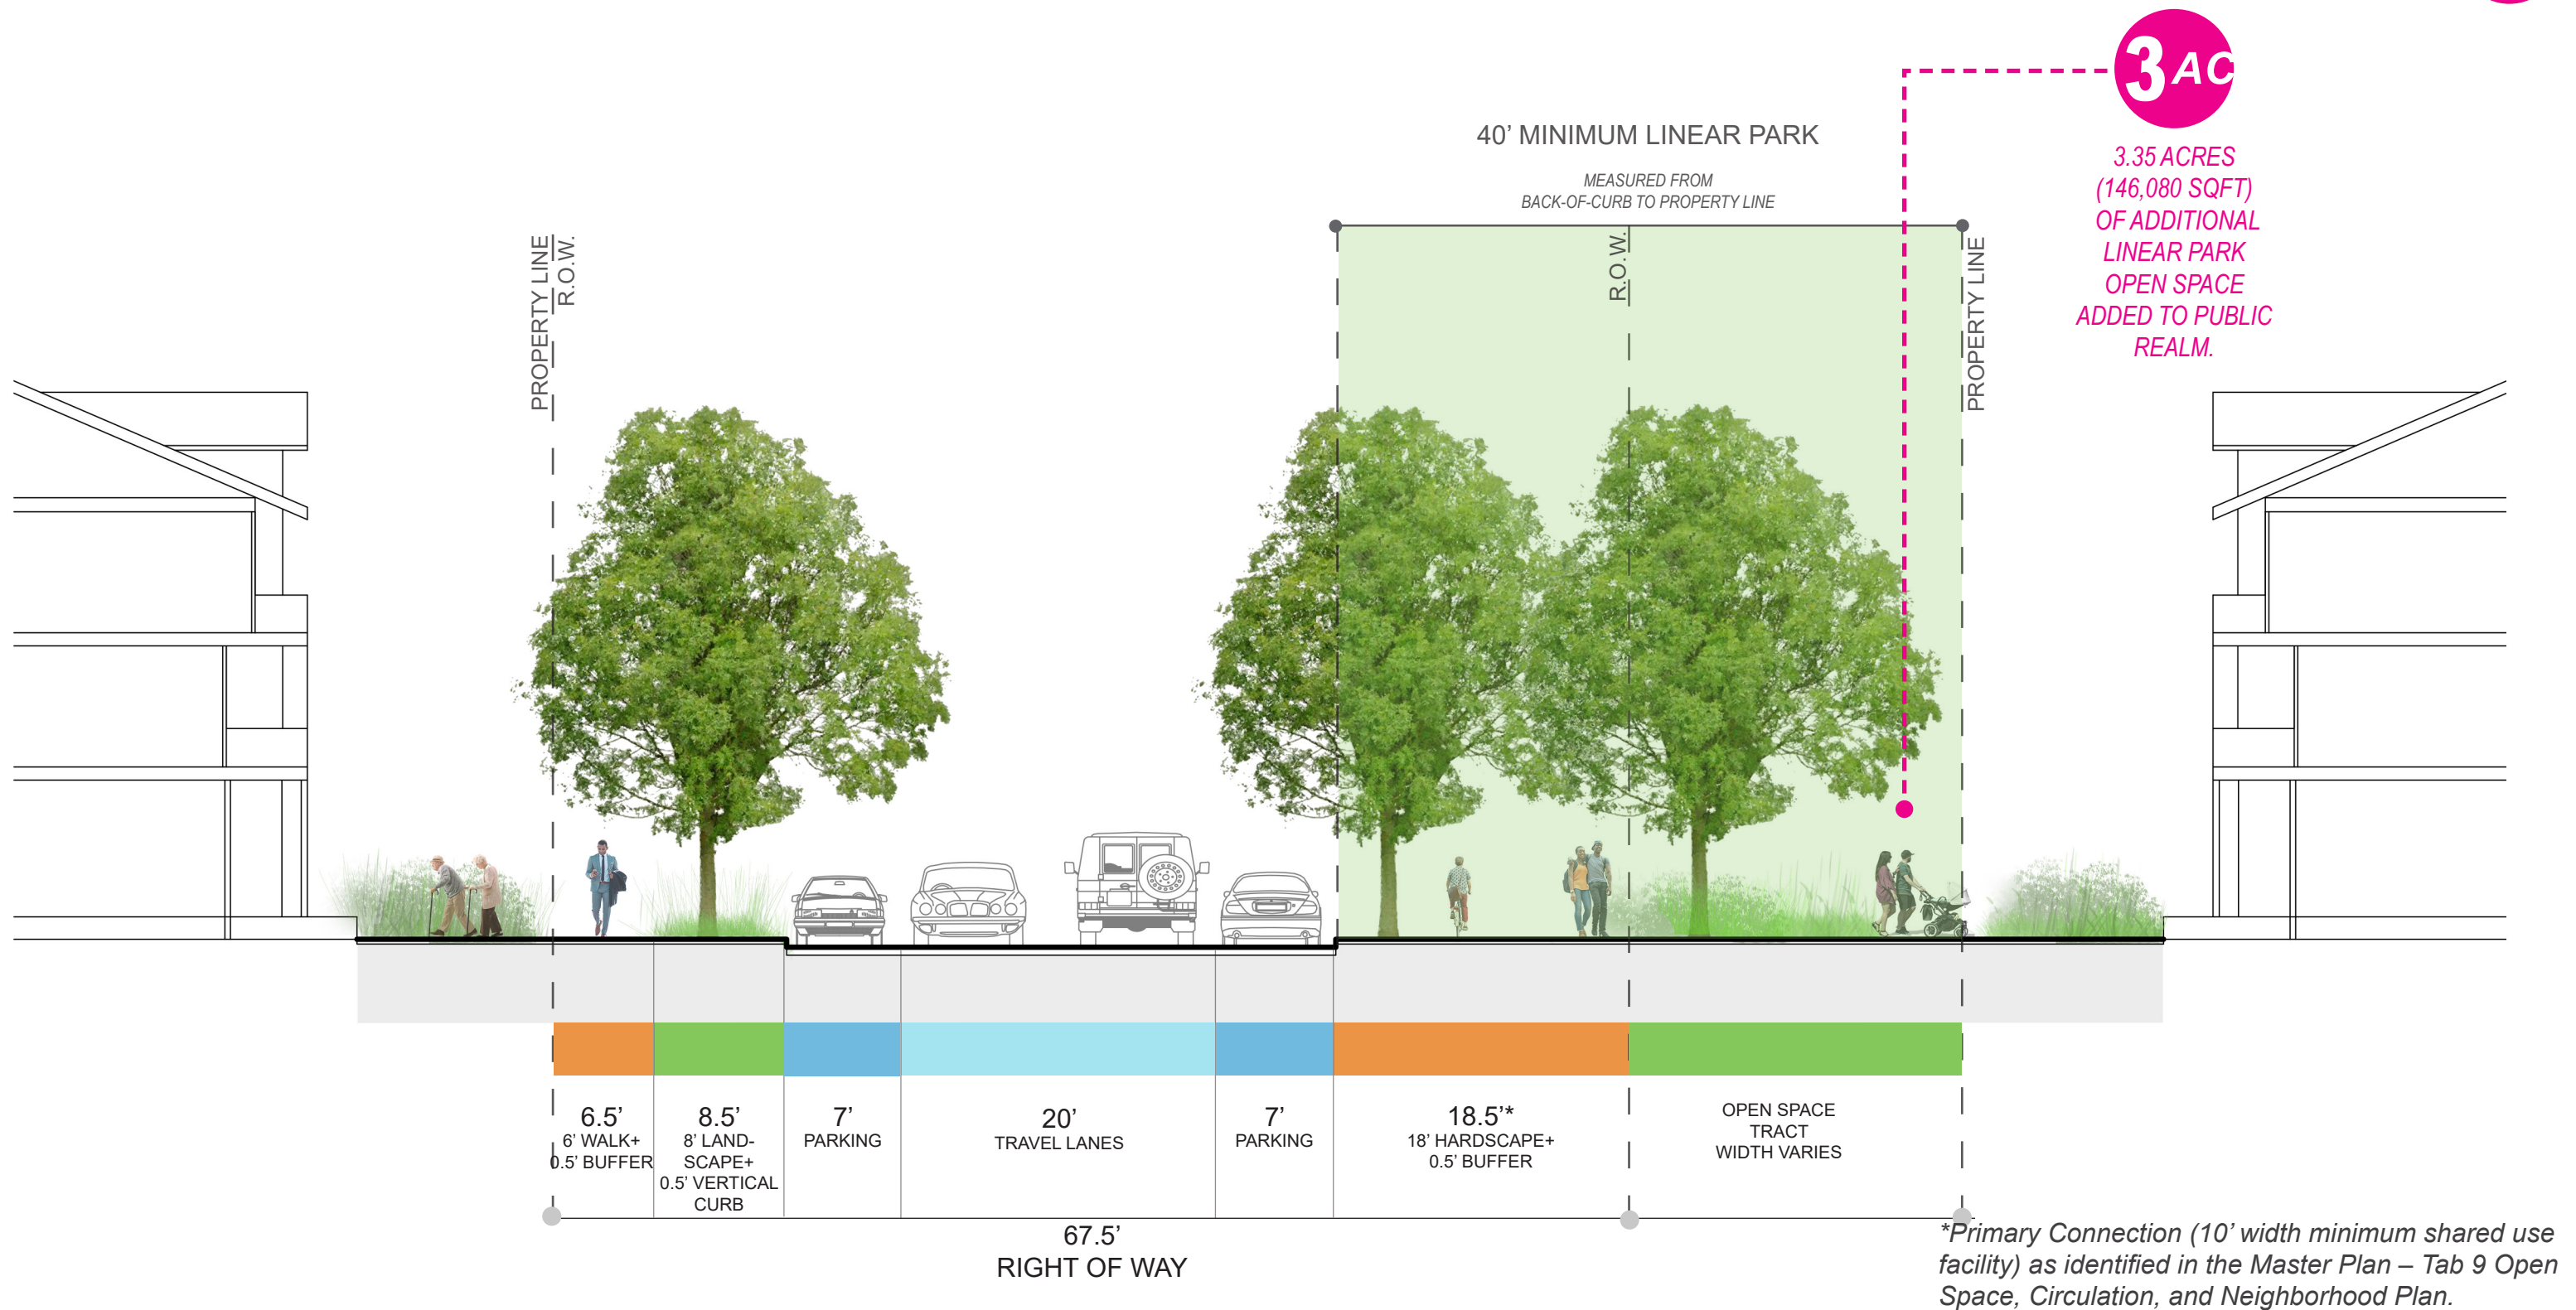 3 AC
3.35 ACRES
(146,080 SQFT)
OF ADDITIONAL
LINEAR PARK
OPEN SPACE
ADDED TO PUBLIC
REALM.
40’ MINIMUM LINEAR PARK
MEASURED FROM
BACK-OF-CURB TO PROPERTY LINE
PROPERTY LINE
R.O.W.
R.O.W.
PROPERTY LINE
6.5’
6’ WALK+
0.5’ BUFFER
8.5’
8’ LAND-
SCAPE+
0.5’ VERTICAL
CURB
7’
PARKING
20’
TRAVEL LANES
7’
PARKING
18.5’*
18’ HARDSCAPE+
0.5’ BUFFER
OPEN SPACE
TRACT
WIDTH VARIES
67.5’
RIGHT OF WAY
*Primary Connection (10’ width minimum shared use
facility) as identified in the Master Plan – Tab 9 Open
Space, Circulation, and Neighborhood Plan.